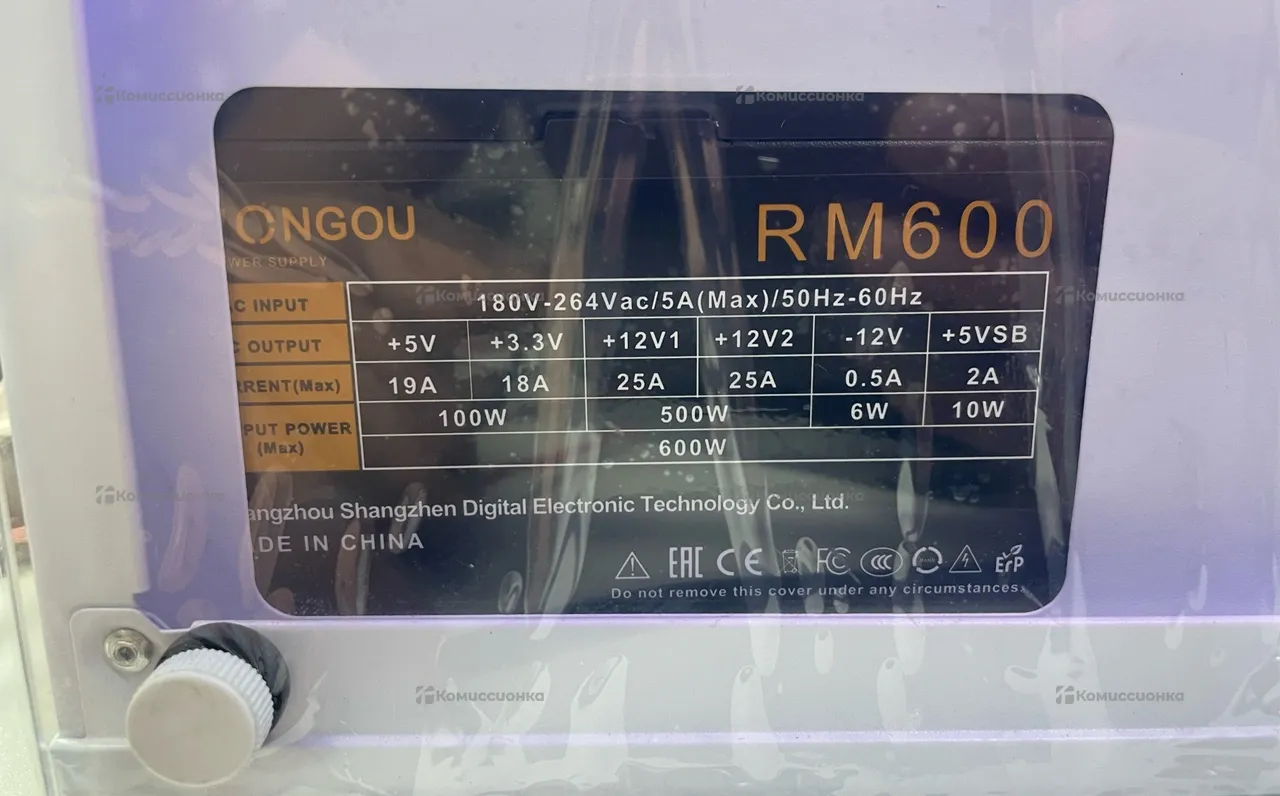 ONGOU
RM600
WER SUPPLY
C INPUT 180V-264Vac/5A(Max)/50Hz-60Hz
C OUTPUT +5V +3.3V +12V1 +12V2 -12V +5VSB
RRENT(Max) 19A 18A 25A 25A 0.5A 2A
PUT POWER (Max) 100W 500W 6W 10W
600W
angzhou Shangzhen Digital Electronic Technology Co., Ltd.
DE IN CHINA
EAC CE FC CCC ErP
Do not remove this cover under any circumstances.
Комиссионка
Комиссионка
Комиссионка
Комиссионка
Комиссионка
Комиссионка
Комиссионка